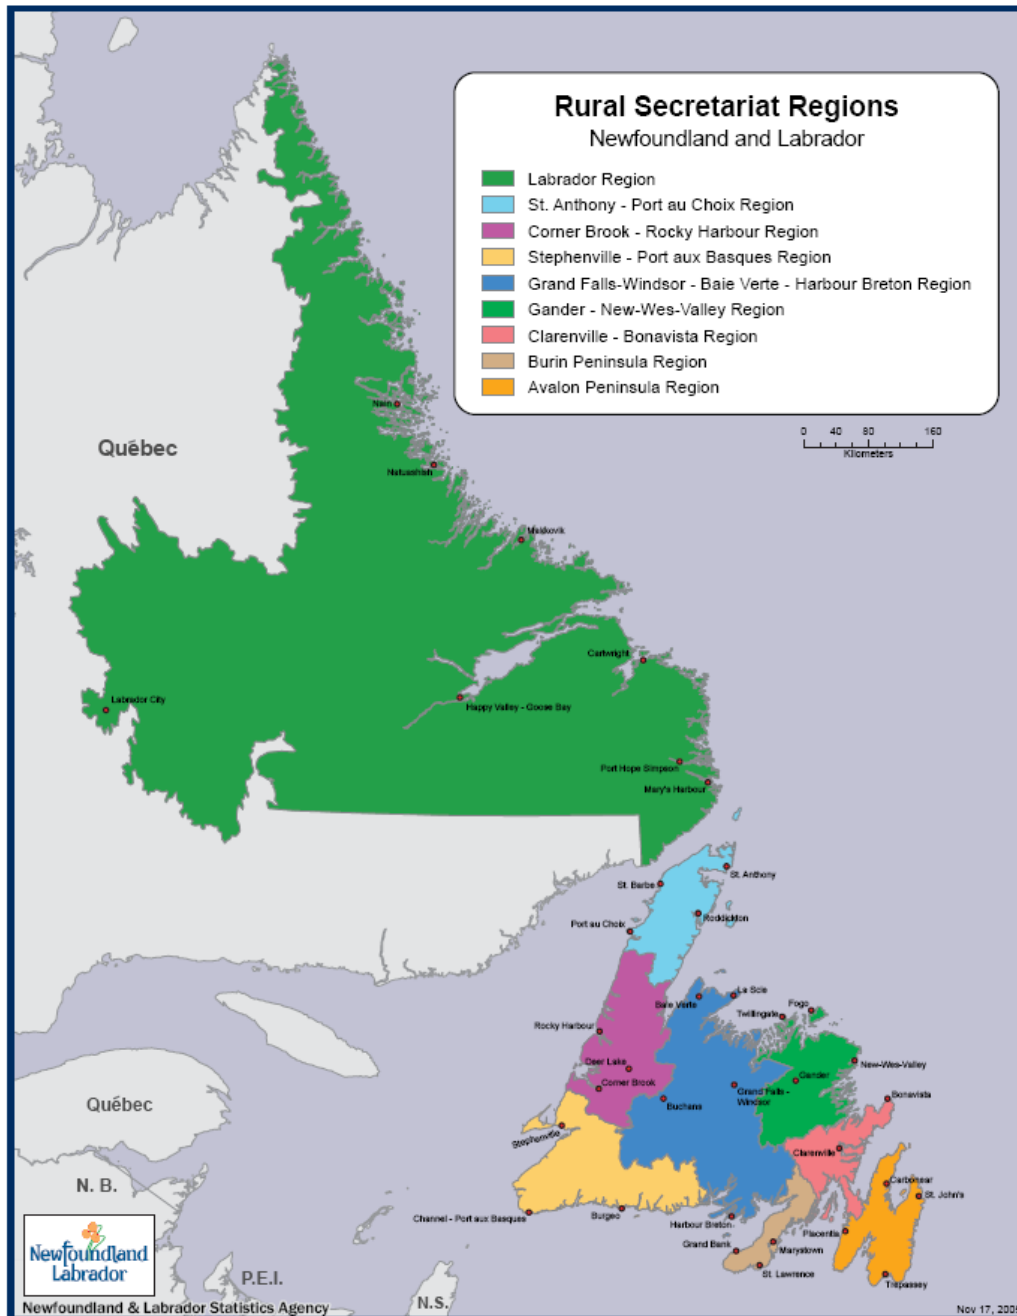 Rural Secretariat Regions
Newfoundland and Labrador
Labrador Region
St. Anthony - Port au Choix Region
Corner Brook - Rocky Harbour Region
Stephenville - Port aux Basques Region
Grand Falls-Windsor - Baie Verte - Harbour Breton Region
Gander - New-Wes-Valley Region
Clarenville - Bonavista Region
Burin Peninsula Region
Avalon Peninsula Region
0 40 80 160
Kilometers
Nain
Québec
Natuashish
Makkovik
Cartwright
Labrador City
Happy Valley - Goose Bay
Port Hope Simpson
Mary's Harbour
St. Anthony
St. Barbe
Roddickton
Port au Choix
La Scie
Baie Verte
Fogo
Twillingate
Rocky Harbour
New-Wes-Valley
Deer Lake
Gander
Corner Brook
Grand Falls -
Windsor
Buchans
Bonavista
Québec
Stephenville
Clarenville
Carbonear
N. B.
St. John's
Channel - Port aux Basques
Burgeo
Harbour Breton
Placentia
Grand Bank
Marystown
St. Lawrence
Trepassey
Newfoundland
Labrador
P.E.I.
N.S.
Newfoundland & Labrador Statistics Agency